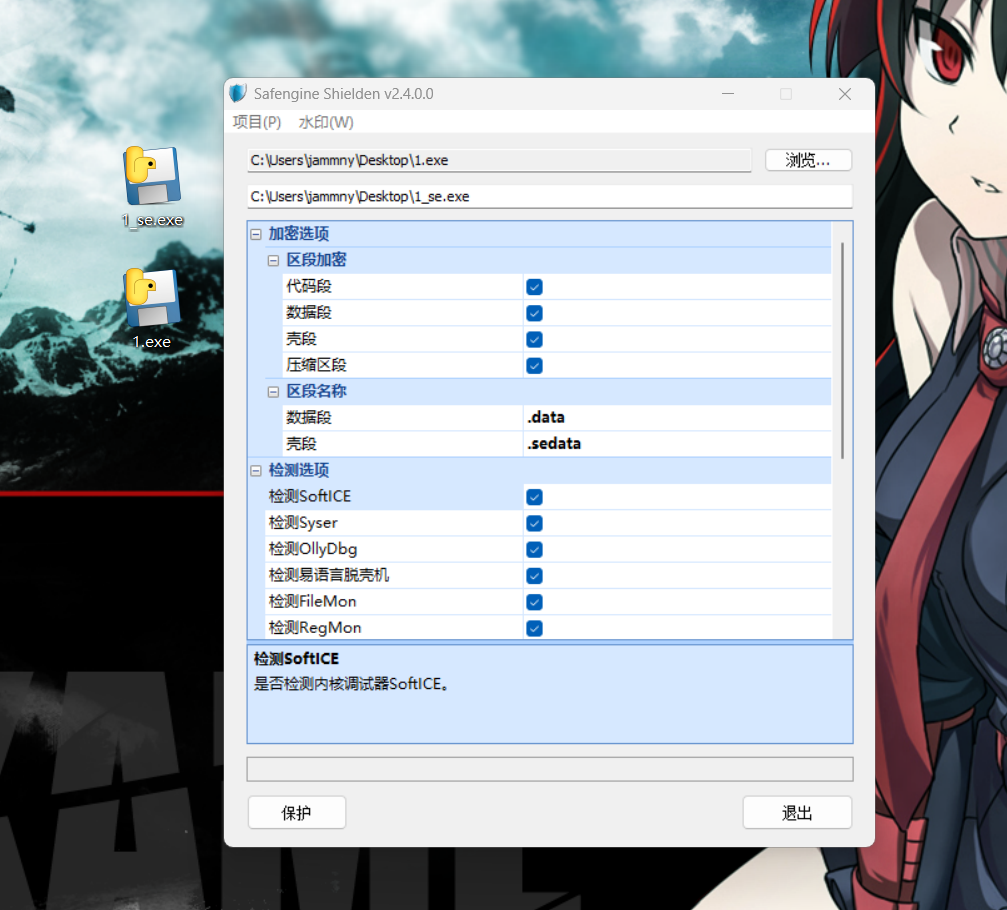 Safengine Shielden v2.4.0.0
项目(P) 水印(W)
C:\Users\jammny\Desktop\1.exe 浏览...
C:\Users\jammny\Desktop\1_se.exe
1_se.exe
1.exe
加密选项
区段加密
代码段
数据段
壳段
压缩区段
区段名称
数据段 .data
壳段 .sedata
检测选项
检测SoftICE
检测Syser
检测OllyDbg
检测易语言脱壳机
检测FileMon
检测RegMon
检测SoftICE
是否检测内核调试器SoftICE。
保护 退出